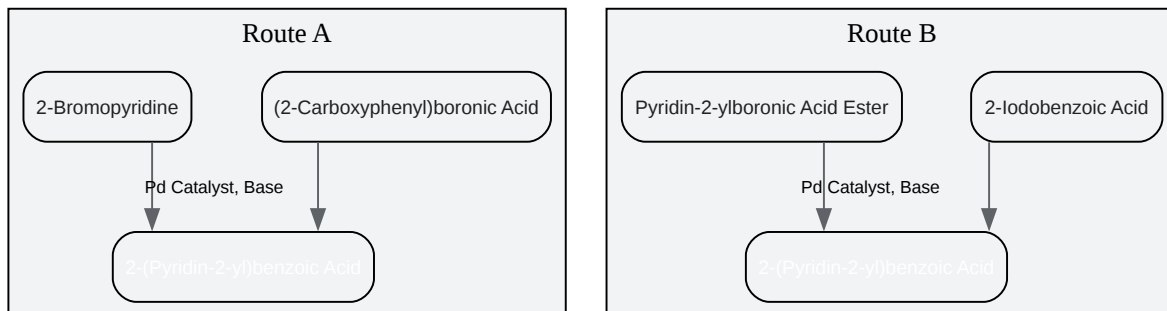 Route A
2-Bromopyridine
(2-Carboxyphenyl)boronic Acid
Pd Catalyst, Base
2-(Pyridin-2-yl)benzoic Acid
Route B
Pyridin-2-ylboronic Acid Ester
2-Iodobenzoic Acid
Pd Catalyst, Base
2-(Pyridin-2-yl)benzoic Acid